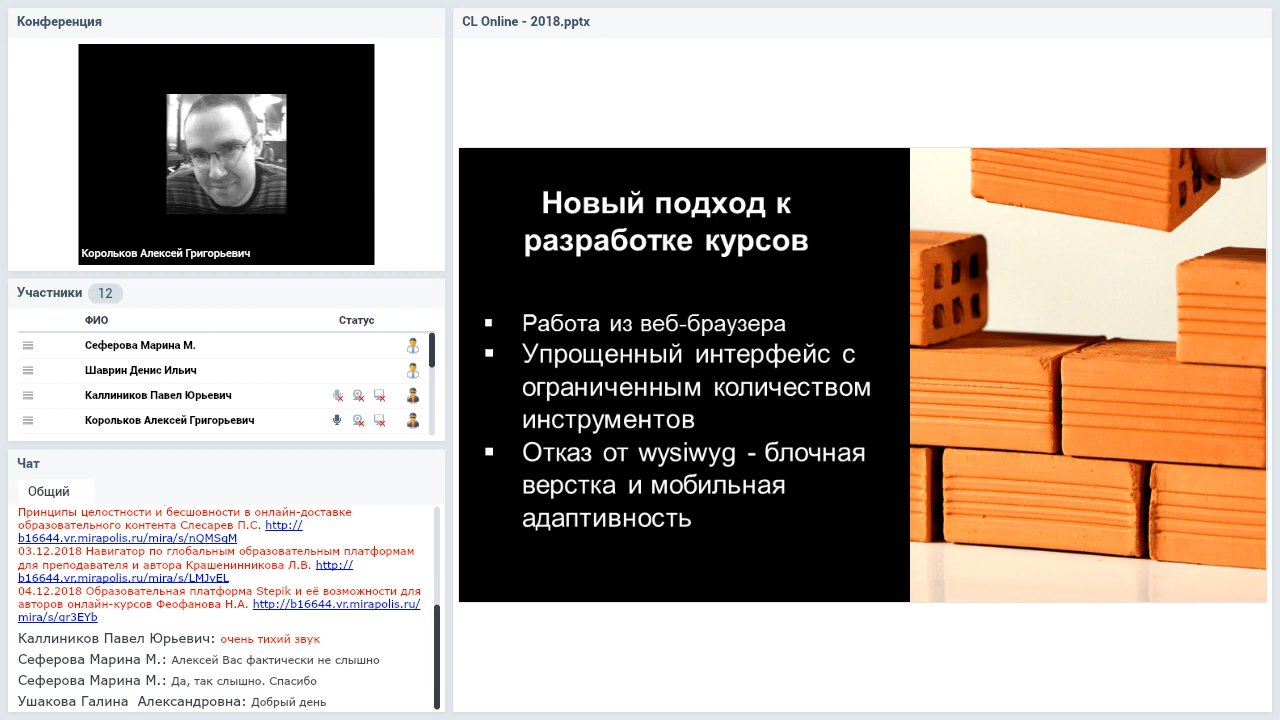 Конференция
Корольков Алексей Григорьевич
Участники 12
ФИО Статус
Сеферова Марина М.
Шаврин Денис Ильич
Каллиников Павел Юрьевич
Корольков Алексей Григорьевич
Чат
Общий
Принципы целостности и бесшовности в онлайн-доставке
образовательного контента Слесарев П.С. http://
b16644.vr.mirapolis.ru/mira/s/nQMSqM
03.12.2018 Навигатор по глобальным образовательным платформам
для преподавателя и автора Крашенинникова Л.В. http://
b16644.vr.mirapolis.ru/mira/s/LMJvEL
04.12.2018 Образовательная платформа Stepik и её возможности для
авторов онлайн-курсов Феофанова Н.А. http://b16644.vr.mirapolis.ru/
mira/s/qr3EYb
Каллиников Павел Юрьевич: очень тихий звук
Сеферова Марина М.: Алексей Вас фактически не слышно
Сеферова Марина М.: Да, так слышно. Спасибо
Ушакова Галина Александровна: Добрый день
CL Online - 2018.pptx
Новый подход к
разработке курсов
▪ Работа из веб-браузера
▪ Упрощенный интерфейс с
ограниченным количеством
инструментов
▪ Отказ от wysiwyg - блочная
верстка и мобильная
адаптивность